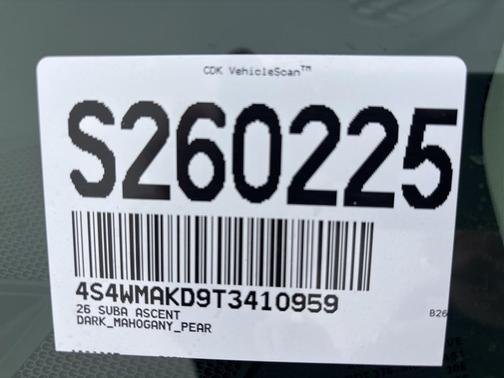 CDK VehicleScan™
S260225
4S4WMAKD9T3410959
26 SUBA ASCENT
B26
DARK_MAHOGANY_PEAR